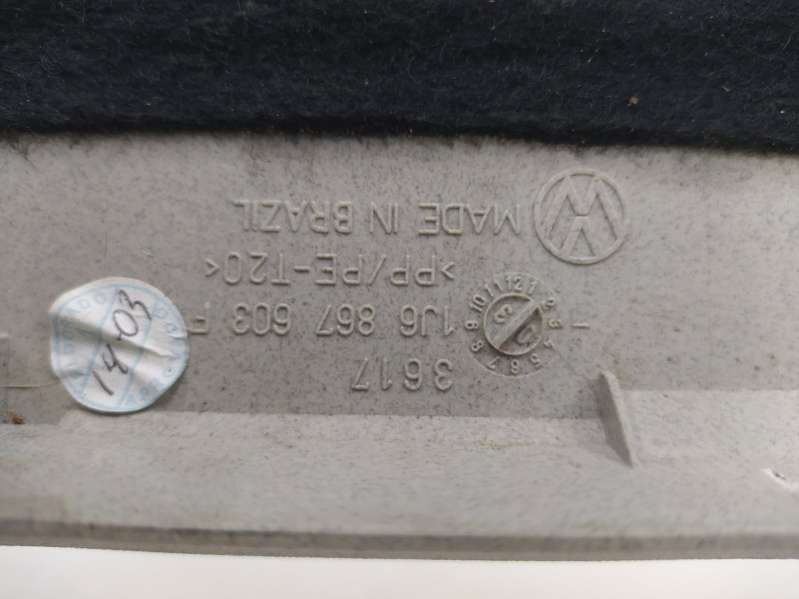 3617
1J6 867 603 F
>PP/PE-T20<
MADE IN BRAZIL
14-03